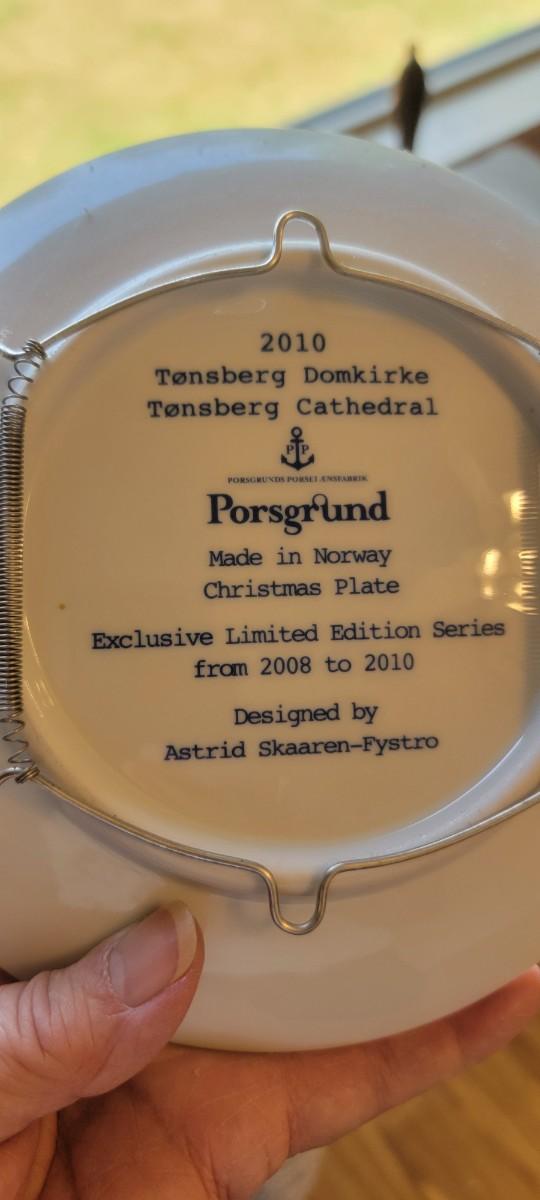 2010
Tønsberg Domkirke
Tønsberg Cathedral
P P
PORSGRUNDS PORSELÆNSFABRIK
Porsgrund
Made in Norway
Christmas Plate
Exclusive Limited Edition Series
from 2008 to 2010
Designed by
Astrid Skaaren-Fystro